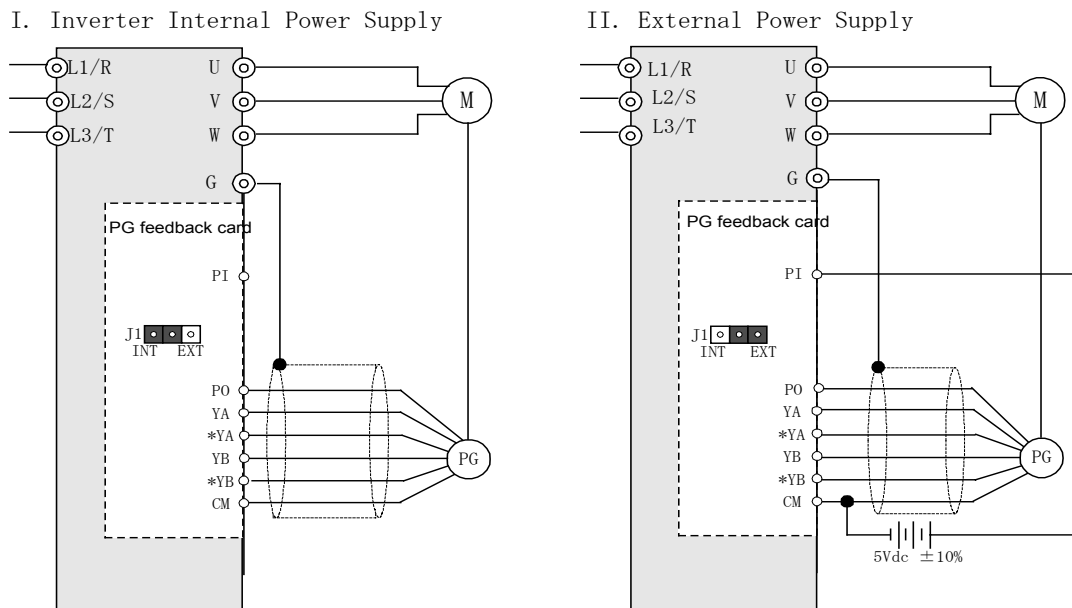 I. Inverter Internal Power Supply
L1/R
U
L2/S
V
M
L3/T
W
G
PG feedback card
PI
J1
INT
EXT
PO
YA
*YA
YB
PG
*YB
CM
II. External Power Supply
L1/R
U
L2/S
V
M
L3/T
W
G
PG feedback card
PI
J1
INT
EXT
PO
YA
*YA
YB
PG
*YB
CM
5Vdc ±10%